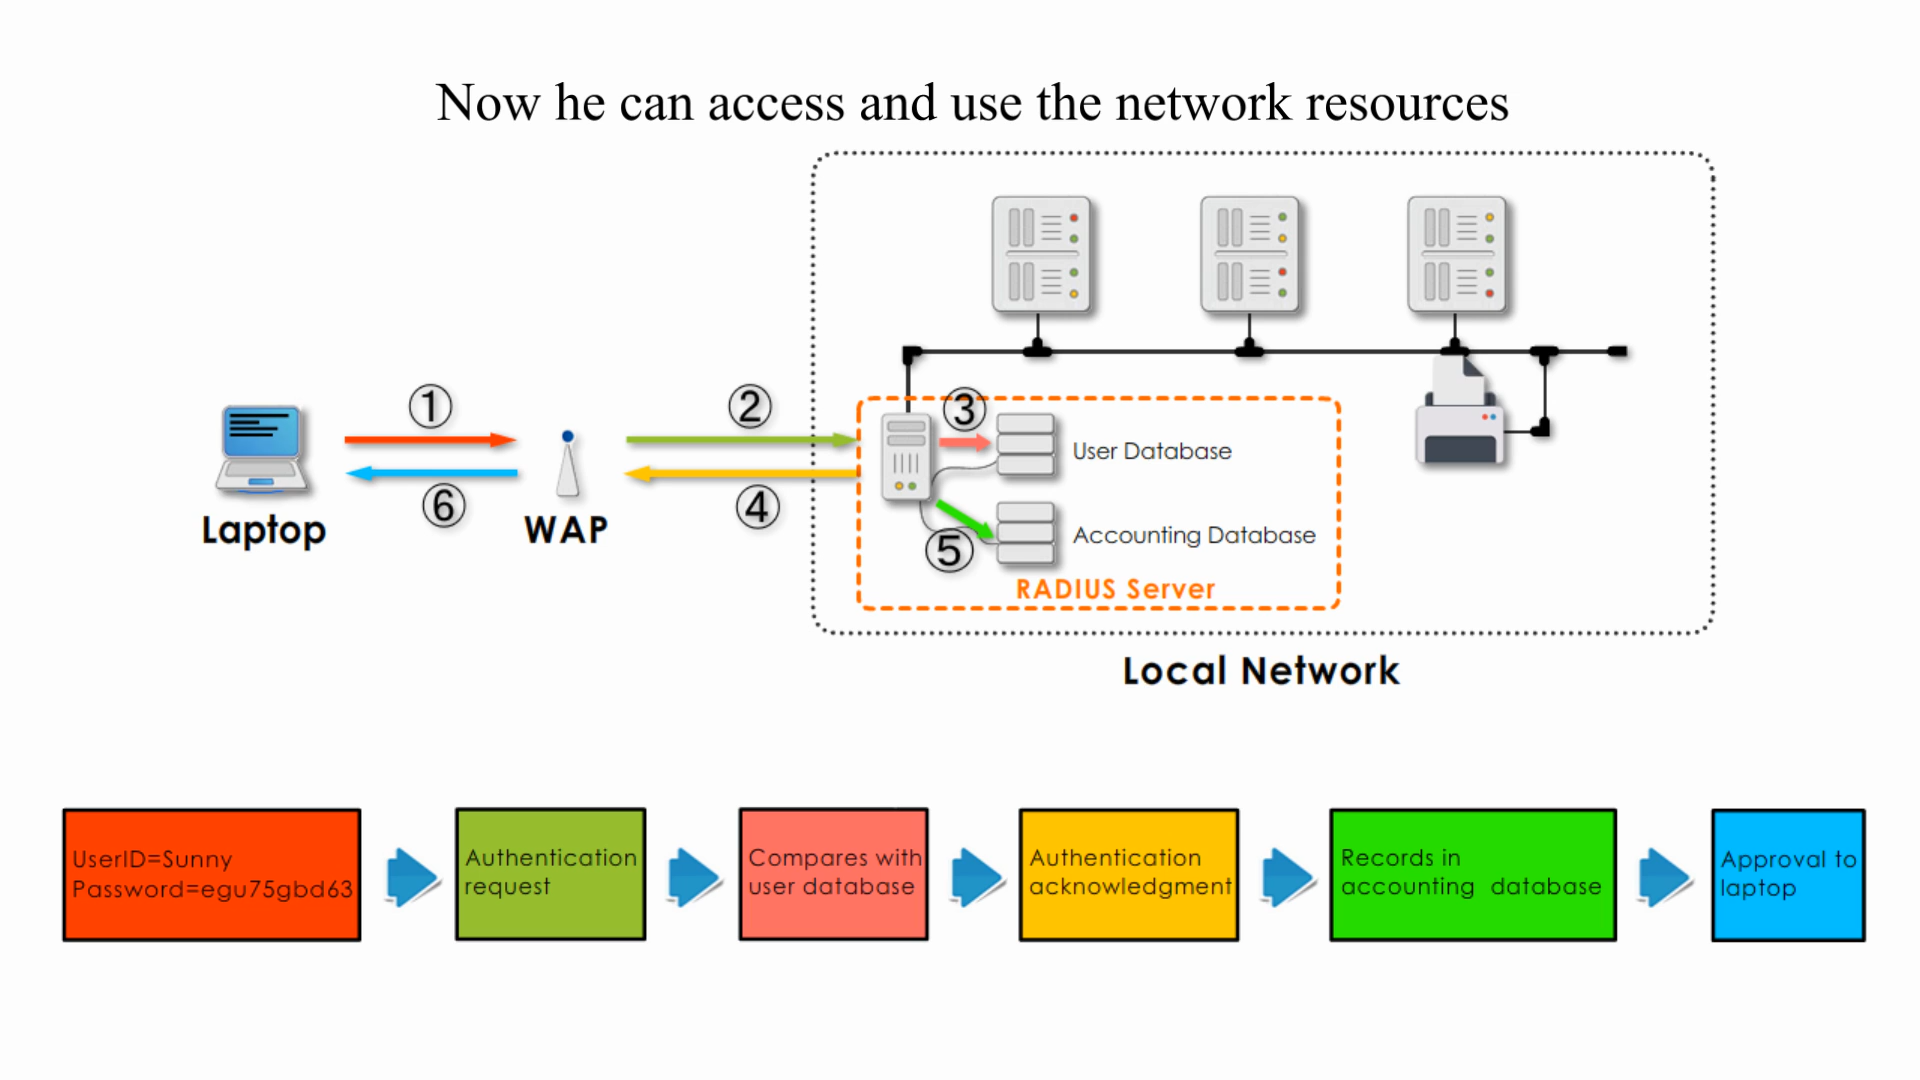 Now he can access and use the network resources
①
②
③
User Database
⑥
④
Laptop
WAP
⑤
Accounting Database
RADIUS Server
Local Network
UserID=Sunny
Password=egu75gbd63
Authentication
request
Compares with
user database
Authentication
acknowledgment
Records in
accounting database
Approval to
laptop